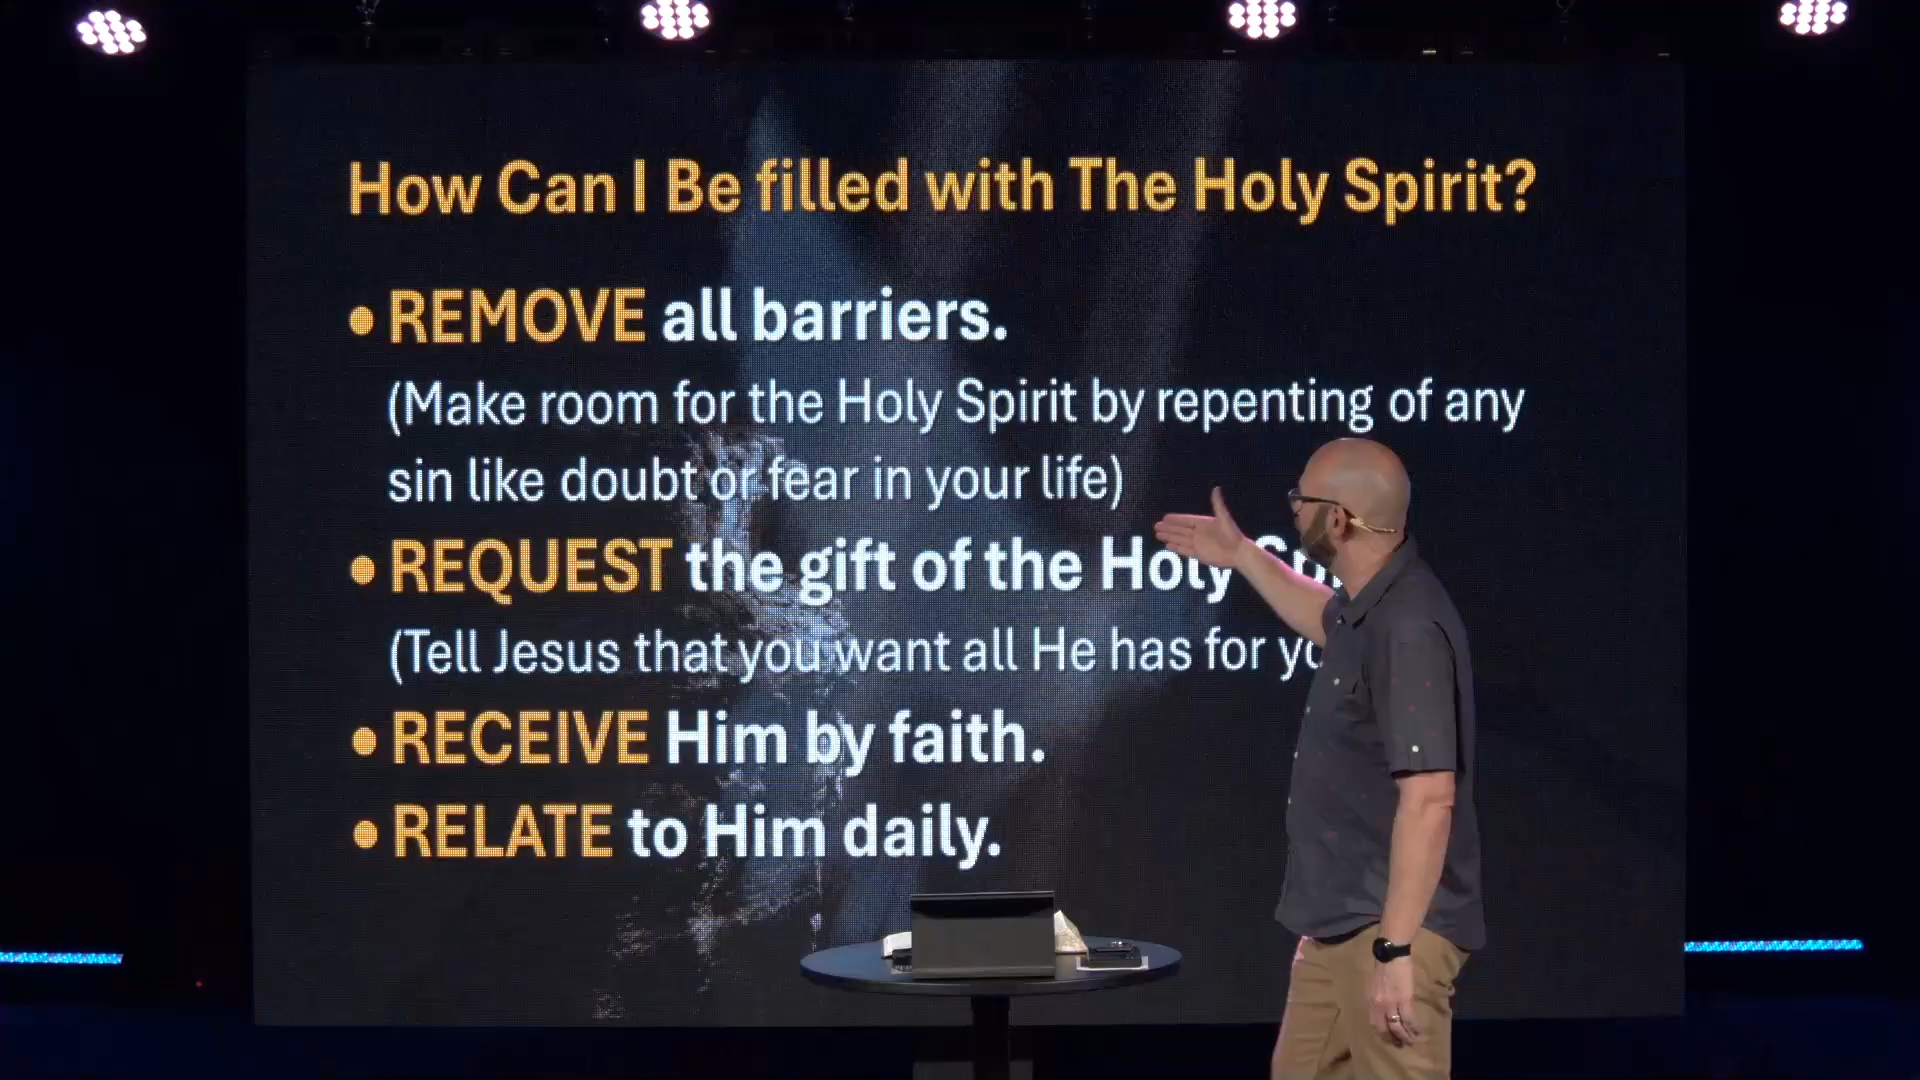 How Can I Be filled with The Holy Spirit?
• REMOVE all barriers.
(Make room for the Holy Spirit by repenting of any
sin like doubt or fear in your life)
• REQUEST the gift of the Holy
(Tell Jesus that you want all He has for
• RECEIVE Him by faith.
• RELATE to Him daily.